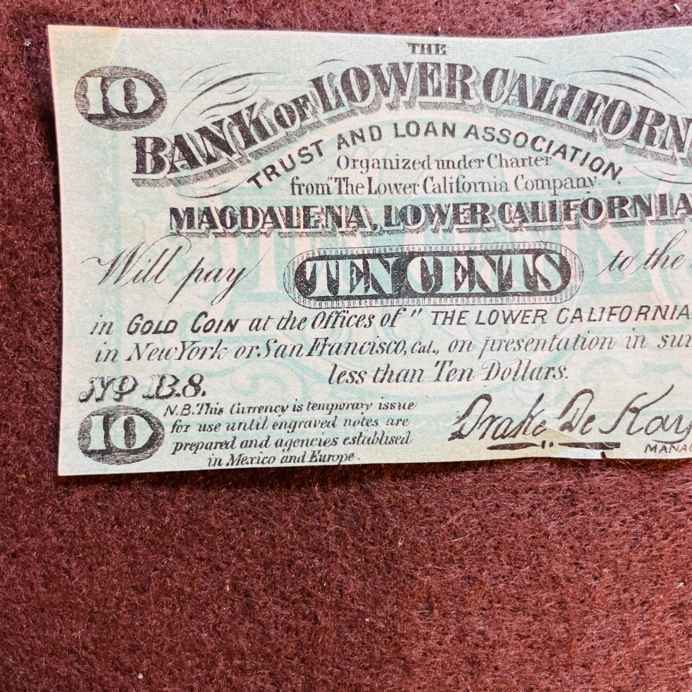 THE
10
BANK OF LOWER CALIFORN
TRUST AND LOAN ASSOCIATION
Organized under Charter
from "The Lower California Company
MAGDALENA, LOWER CALIFORNIA
Will pay TEN CENTS to the
in GOLD COIN at the Offices of " THE LOWER CALIFORNIA
in New York or San Francisco, Cal., on presentation in sum
less than Ten Dollars.
No B.8.
10
N.B. This Currency is temporary issue
for use until engraved notes are
prepared and agencies establised
in Mexico and Europe.
Drake De Kay
MANAG